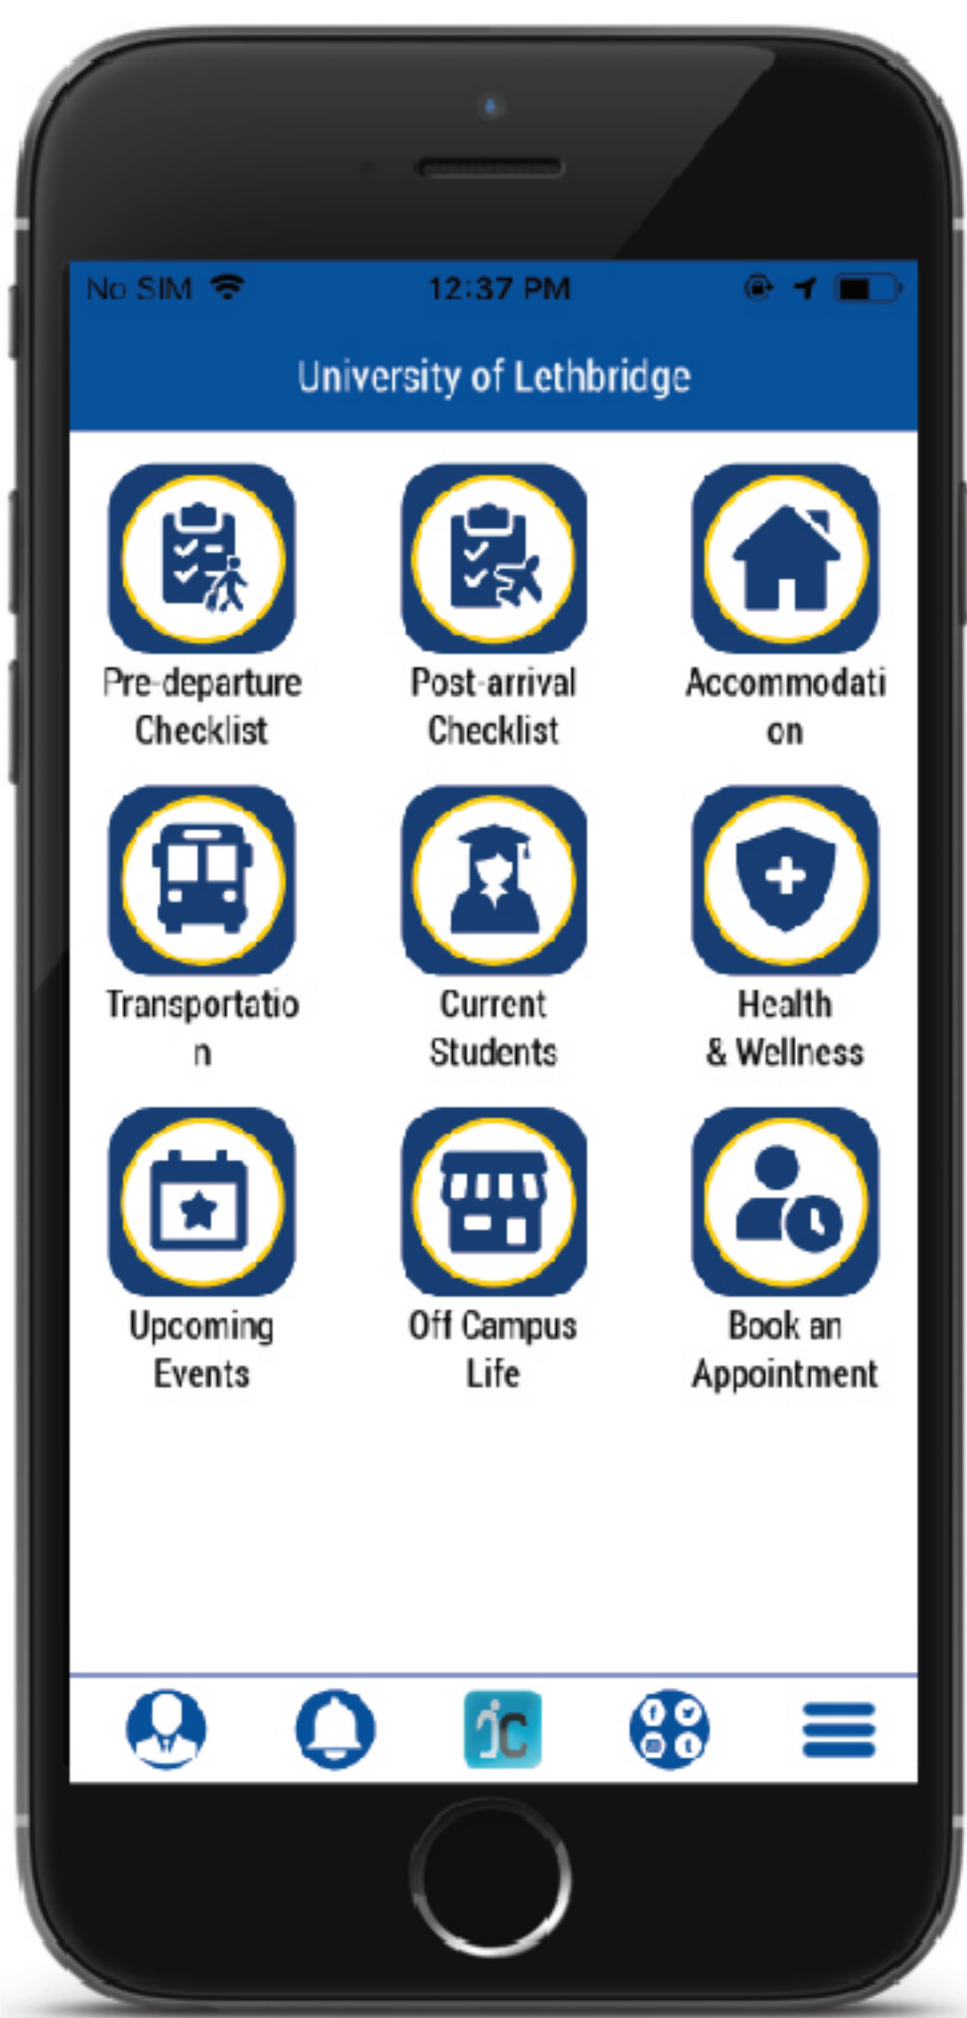 No SIM 12:37 PM
University of Lethbridge
Pre-departure
Checklist
Post-arrival
Checklist
Accommodati
on
Transportatio
n
Current
Students
Health
& Wellness
Upcoming
Events
Off Campus
Life
Book an
Appointment
ic